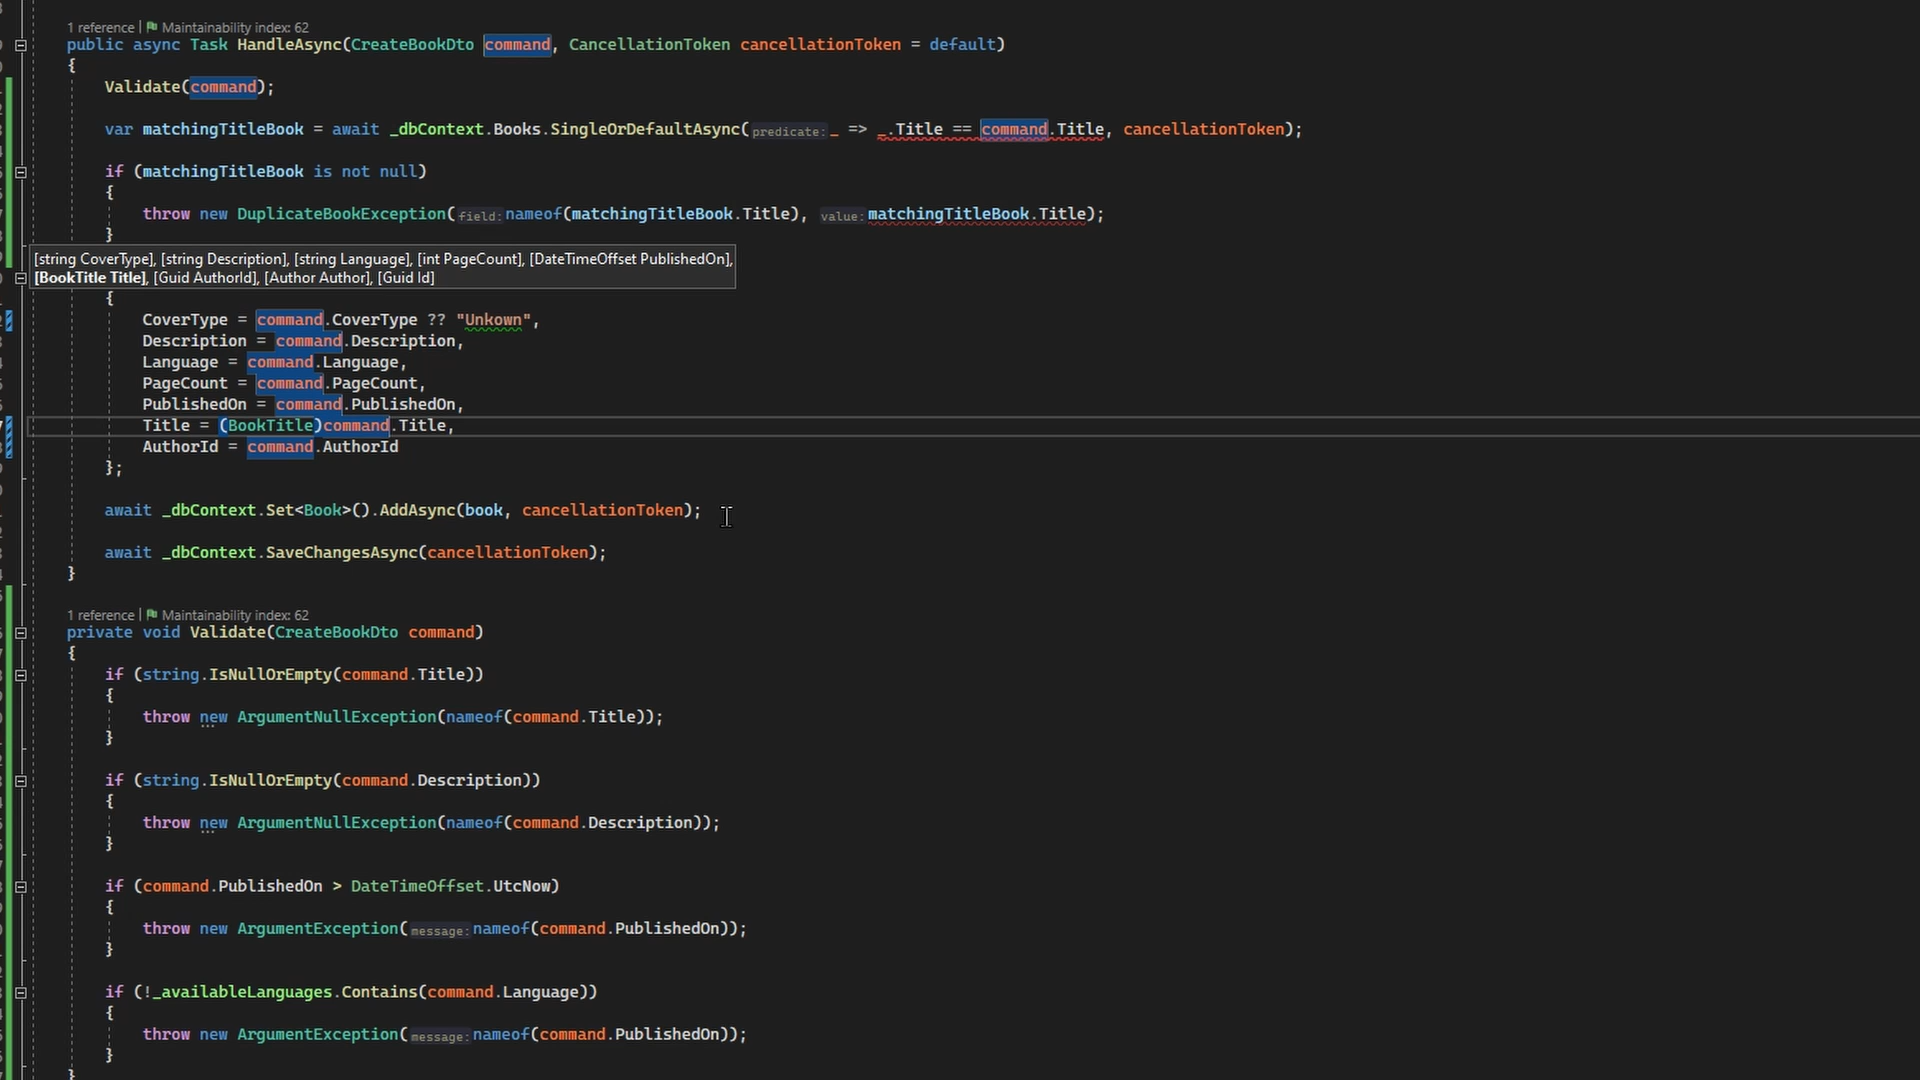 1 reference | Maintainability index: 62
public async Task HandleAsync(CreateBookDto command, CancellationToken cancellationToken = default)
{
Validate(command);
var matchingTitleBook = await _dbContext.Books.SingleOrDefaultAsync(predicate: _ => _.Title == command.Title, cancellationToken);
if (matchingTitleBook is not null)
{
throw new DuplicateBookException(field: nameof(matchingTitleBook.Title), value: matchingTitleBook.Title);
}
[string CoverType], [string Description], [string Language], [int PageCount], [DateTimeOffset PublishedOn],
[BookTitle Title], [Guid AuthorId], [Author Author], [Guid Id]
{
CoverType = command.CoverType ?? "Unkown",
Description = command.Description,
Language = command.Language,
PageCount = command.PageCount,
PublishedOn = command.PublishedOn,
Title = (BookTitle)command.Title,
AuthorId = command.AuthorId
};
await _dbContext.Set<Book>().AddAsync(book, cancellationToken);
await _dbContext.SaveChangesAsync(cancellationToken);
}
1 reference | Maintainability index: 62
private void Validate(CreateBookDto command)
{
if (string.IsNullOrEmpty(command.Title))
{
throw new ArgumentNullException(nameof(command.Title));
}
if (string.IsNullOrEmpty(command.Description))
{
throw new ArgumentNullException(nameof(command.Description));
}
if (command.PublishedOn > DateTimeOffset.UtcNow)
{
throw new ArgumentException(message: nameof(command.PublishedOn));
}
if (!_availableLanguages.Contains(command.Language))
{
throw new ArgumentException(message: nameof(command.PublishedOn));
}
}